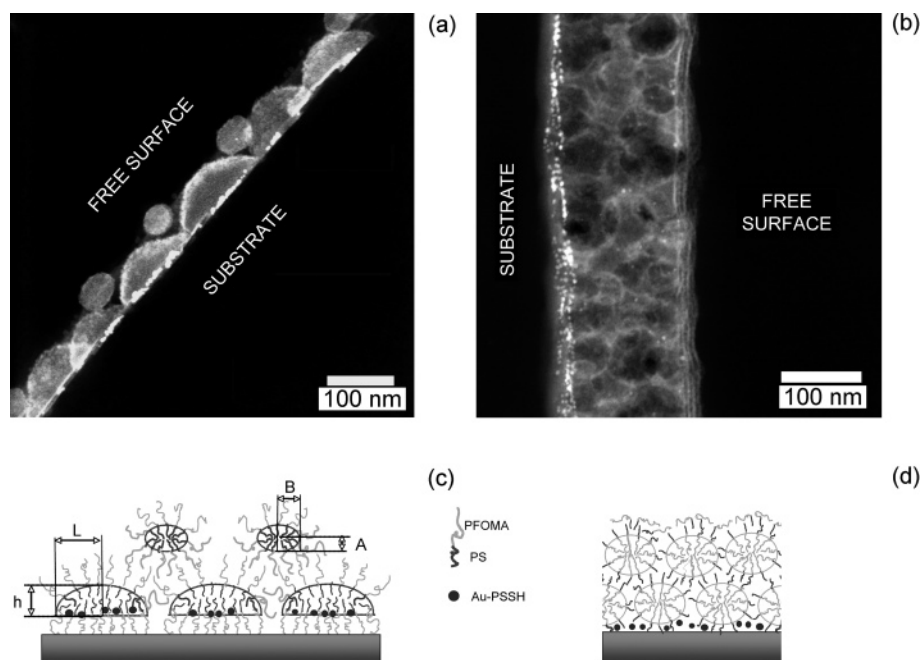 (a)
FREE SURFACE
SUBSTRATE
100 nm
(b)
SUBSTRATE
FREE
SURFACE
100 nm
(c)
L
h
B
A
PFOMA
PS
Au-PSSH
(d)